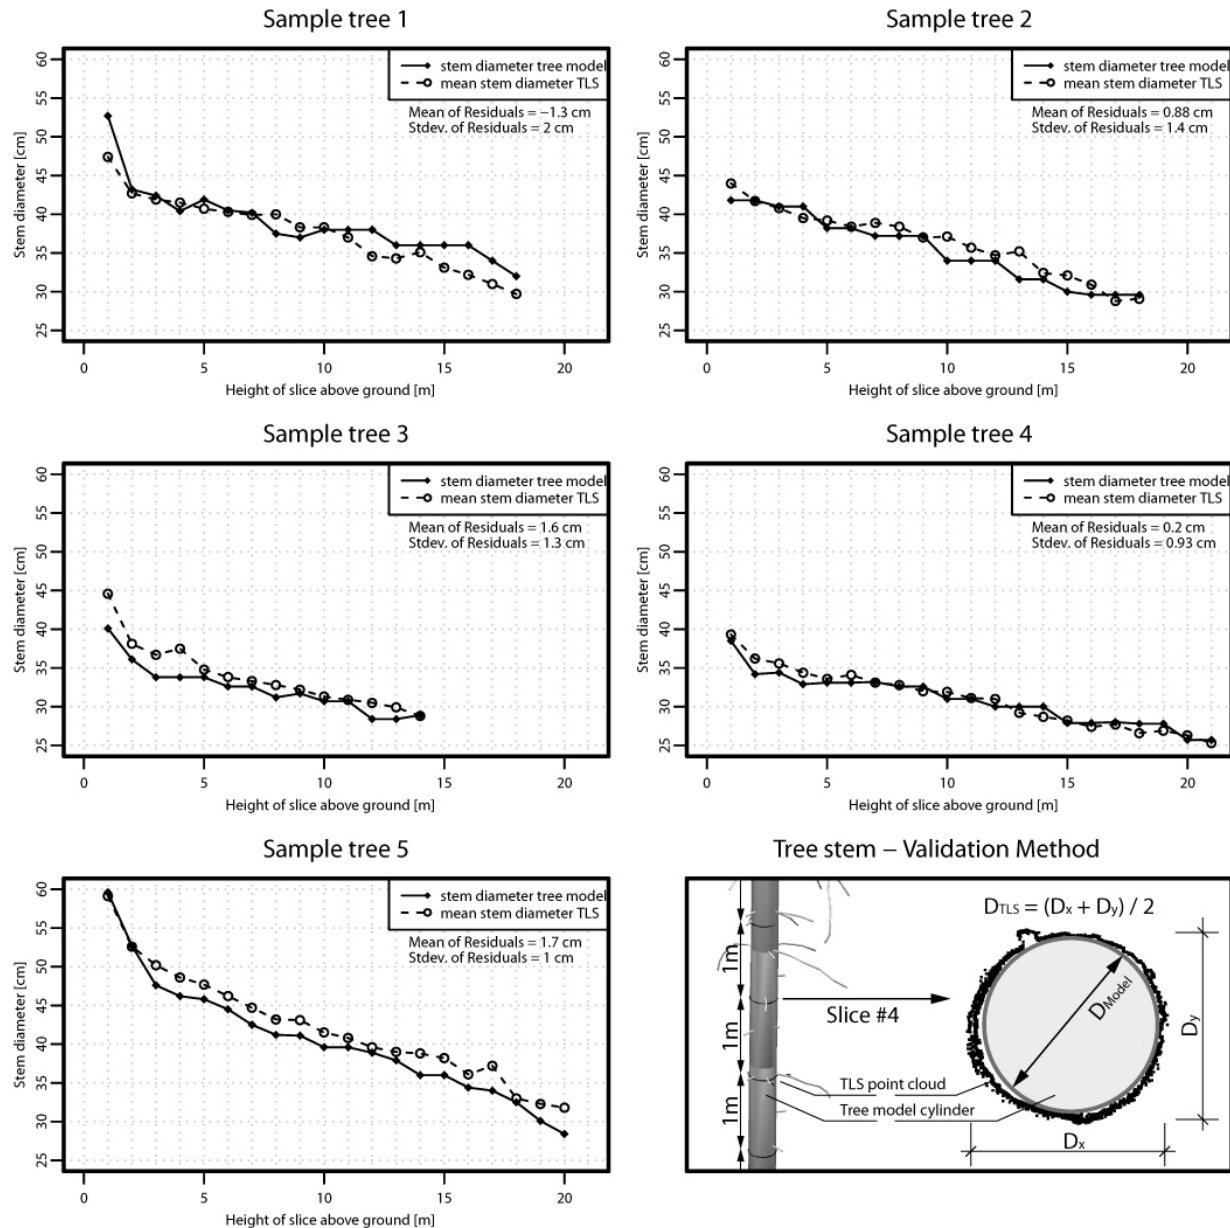 Sample tree 1
60
55
50
45
40
35
30
25
Stem diameter [cm]
stem diameter tree model
mean stem diameter TLS
Mean of Residuals = −1.3 cm
Stdev. of Residuals = 2 cm
0 5 10 15 20
Height of slice above ground [m]
Sample tree 2
60
55
50
45
40
35
30
25
Stem diameter [cm]
stem diameter tree model
mean stem diameter TLS
Mean of Residuals = 0.88 cm
Stdev. of Residuals = 1.4 cm
0 5 10 15 20
Height of slice above ground [m]
Sample tree 3
60
55
50
45
40
35
30
25
Stem diameter [cm]
stem diameter tree model
mean stem diameter TLS
Mean of Residuals = 1.6 cm
Stdev. of Residuals = 1.3 cm
0 5 10 15 20
Height of slice above ground [m]
Sample tree 4
60
55
50
45
40
35
30
25
Stem diameter [cm]
stem diameter tree model
mean stem diameter TLS
Mean of Residuals = 0.2 cm
Stdev. of Residuals = 0.93 cm
0 5 10 15 20
Height of slice above ground [m]
Sample tree 5
60
55
50
45
40
35
30
25
Stem diameter [cm]
stem diameter tree model
mean stem diameter TLS
Mean of Residuals = 1.7 cm
Stdev. of Residuals = 1 cm
0 5 10 15 20
Height of slice above ground [m]
Tree stem – Validation Method
DTLS = (Dx + Dy) / 2
1m
1m
1m
Slice #4
DModel
Dy
TLS point cloud
Tree model cylinder
Dx